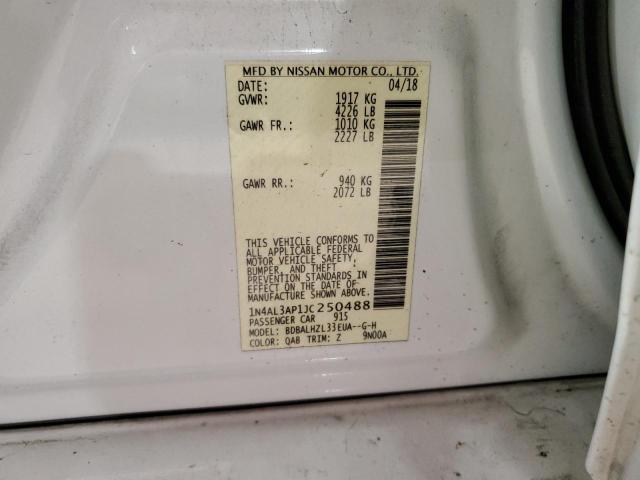 MFD BY NISSAN MOTOR CO., LTD.
DATE: 04/18
GVWR: 1917 KG
4226 LB
GAWR FR.: 1010 KG
2227 LB
GAWR RR.: 940 KG
2072 LB
THIS VEHICLE CONFORMS TO
ALL APPLICABLE FEDERAL
MOTOR VEHICLE SAFETY,
BUMPER, AND THEFT
PREVENTION STANDARDS IN
EFFECT ON THE DATE OF
MANUFACTURE SHOWN ABOVE.
1N4AL3AP1JC250488
PASSENGER CAR 915
MODEL: BDBALHZL33EUA--G-H
COLOR: QAB TRIM: Z 9N00A